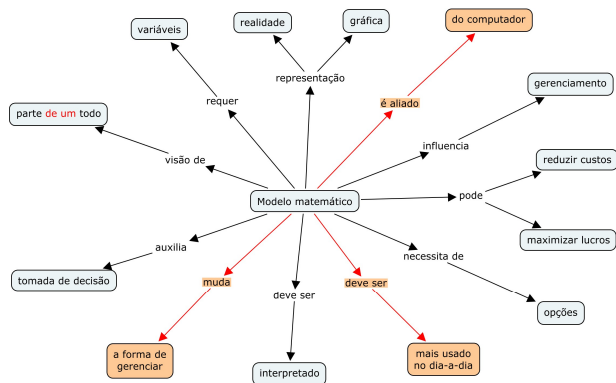 do computador
realidade
gráfica
variáveis
representação
gerenciamento
é aliado
requer
parte de um todo
influencia
visão de
reduzir custos
Modelo matemático
pode
maximizar lucros
auxilia
necessita de
tomada de decisão
muda
deve ser
deve ser
opções
a forma de
gerenciar
mais usado
no dia-a-dia
interpretado